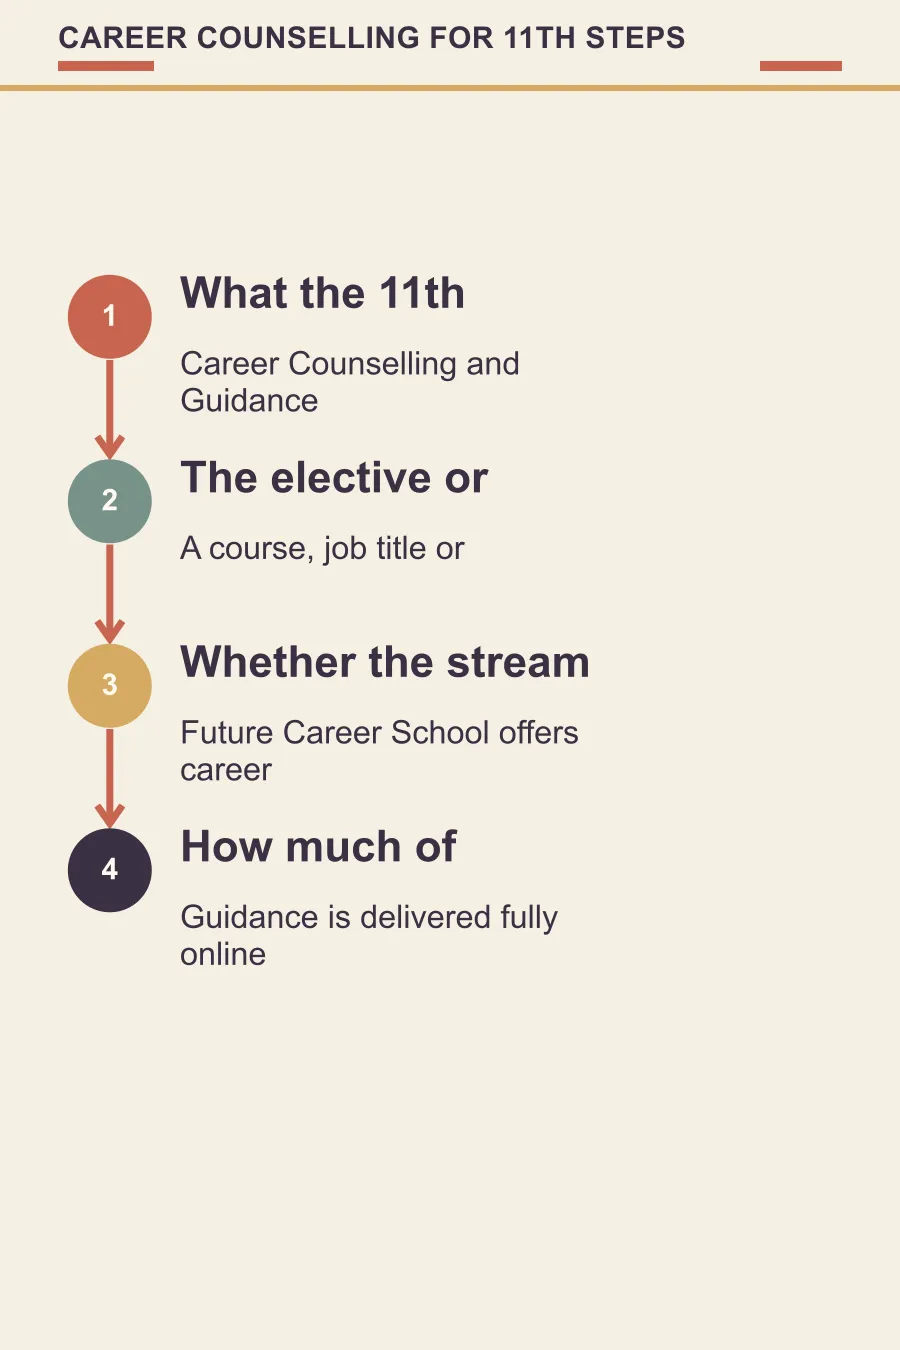 CAREER COUNSELLING FOR 11TH STEPS
1
What the 11th
Career Counselling and
Guidance
2
The elective or
A course, job title or
3
Whether the stream
Future Career School offers
career
4
How much of
Guidance is delivered fully
online